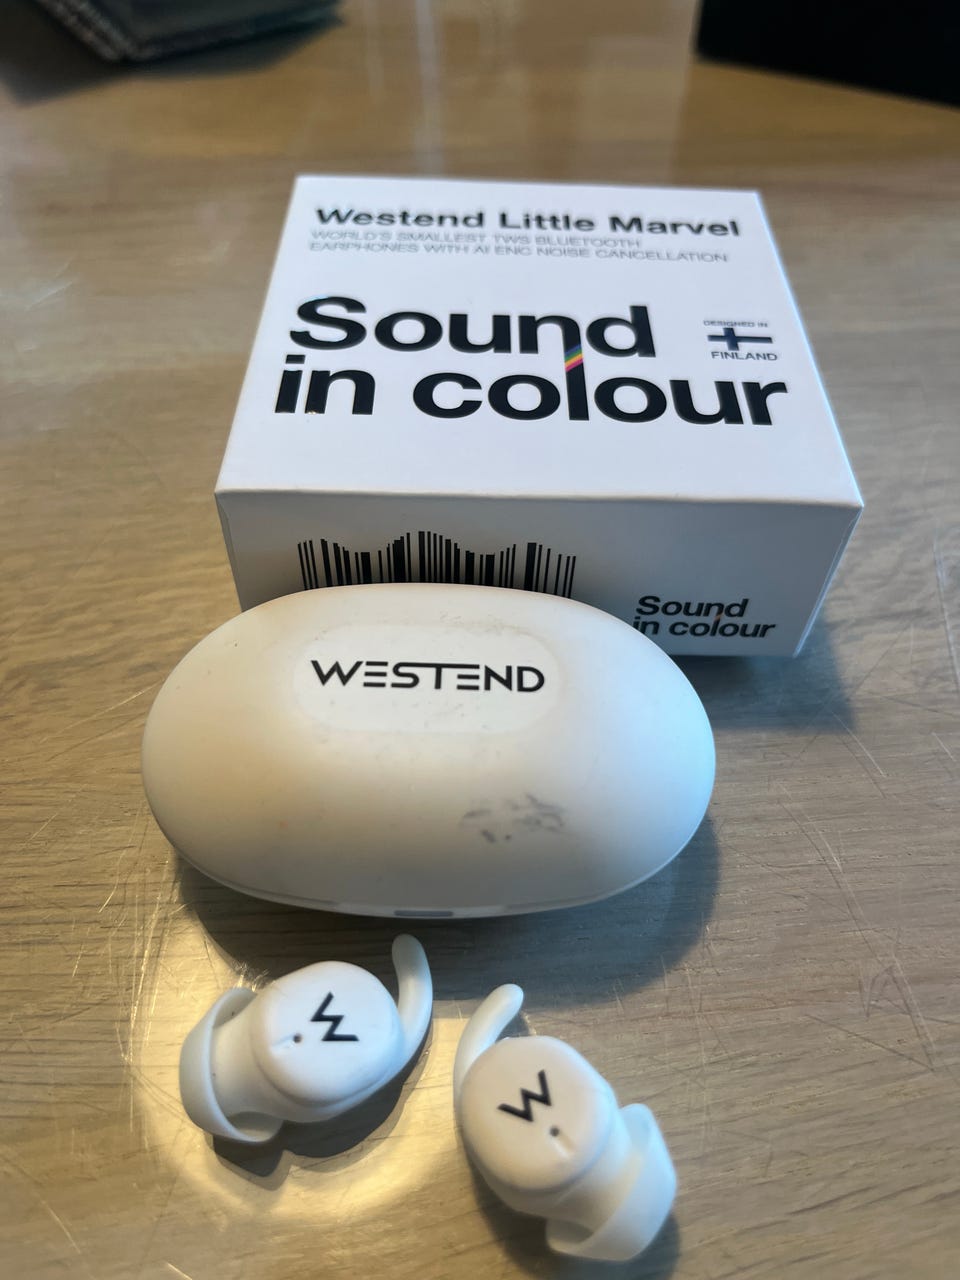 Westend Little Marvel
WORLD'S SMALLEST TWS BLUETOOTH
EARPHONES WITH AI ENC NOISE CANCELLATION
Sound
in colour
DESIGNED IN
FINLAND
Sound
in colour
WESTEND
W
W